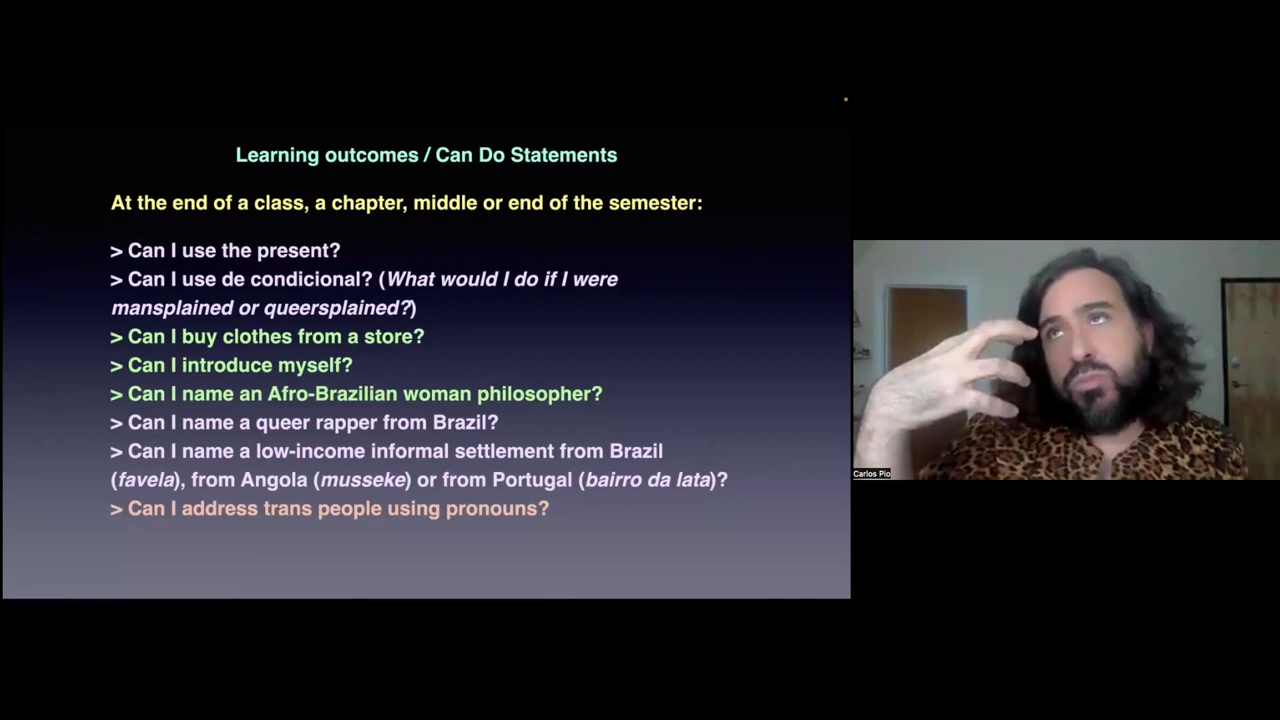 Learning outcomes / Can Do Statements
At the end of a class, a chapter, middle or end of the semester:
> Can I use the present?
> Can I use de condicional? (What would I do if I were
mansplained or queersplained?)
> Can I buy clothes from a store?
> Can I introduce myself?
> Can I name an Afro-Brazilian woman philosopher?
> Can I name a queer rapper from Brazil?
> Can I name a low-income informal settlement from Brazil
(favela), from Angola (musseke) or from Portugal (bairro da lata)?
> Can I address trans people using pronouns?
Carlos Pio